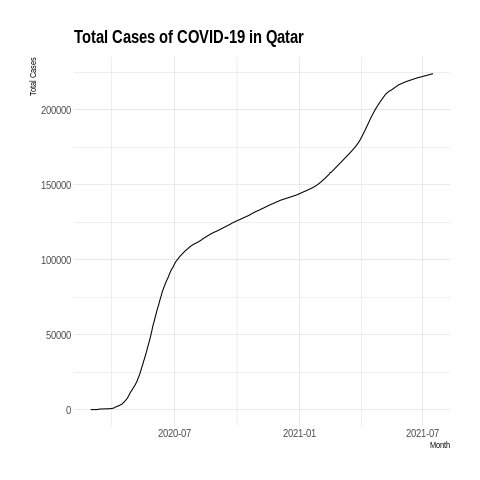 Total Cases of COVID-19 in Qatar
Total Cases
200000
150000
100000
50000
0
2020-07
2021-01
2021-07
Month